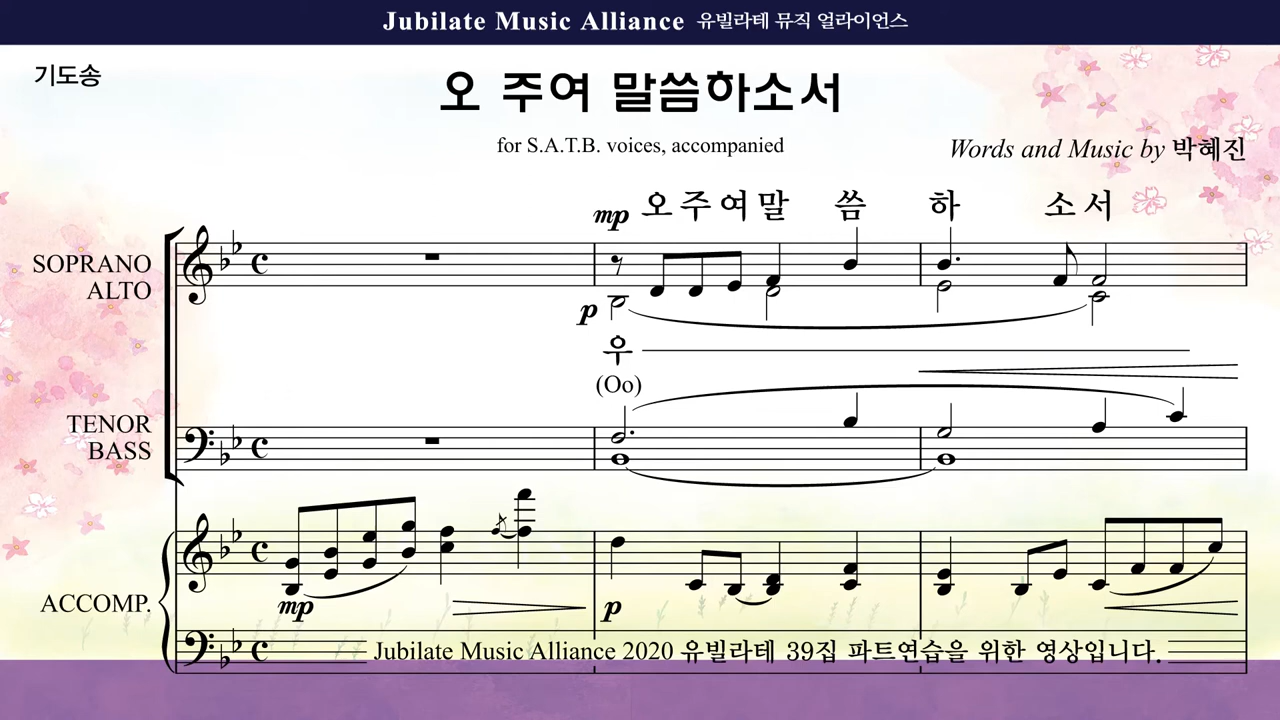 Jubilate Music Alliance 유빌라테 뮤직 얼라이언스
기도송
오 주여 말씀하소서
for S.A.T.B. voices, accompanied
Words and Music by 박혜진
mp 오주여말 씀 하 소서
SOPRANO
ALTO
p
우
(Oo)
TENOR
BASS
ACCOMP.
mp p
Jubilate Music Alliance 2020 유빌라테 39집 파트연습을 위한 영상입니다.